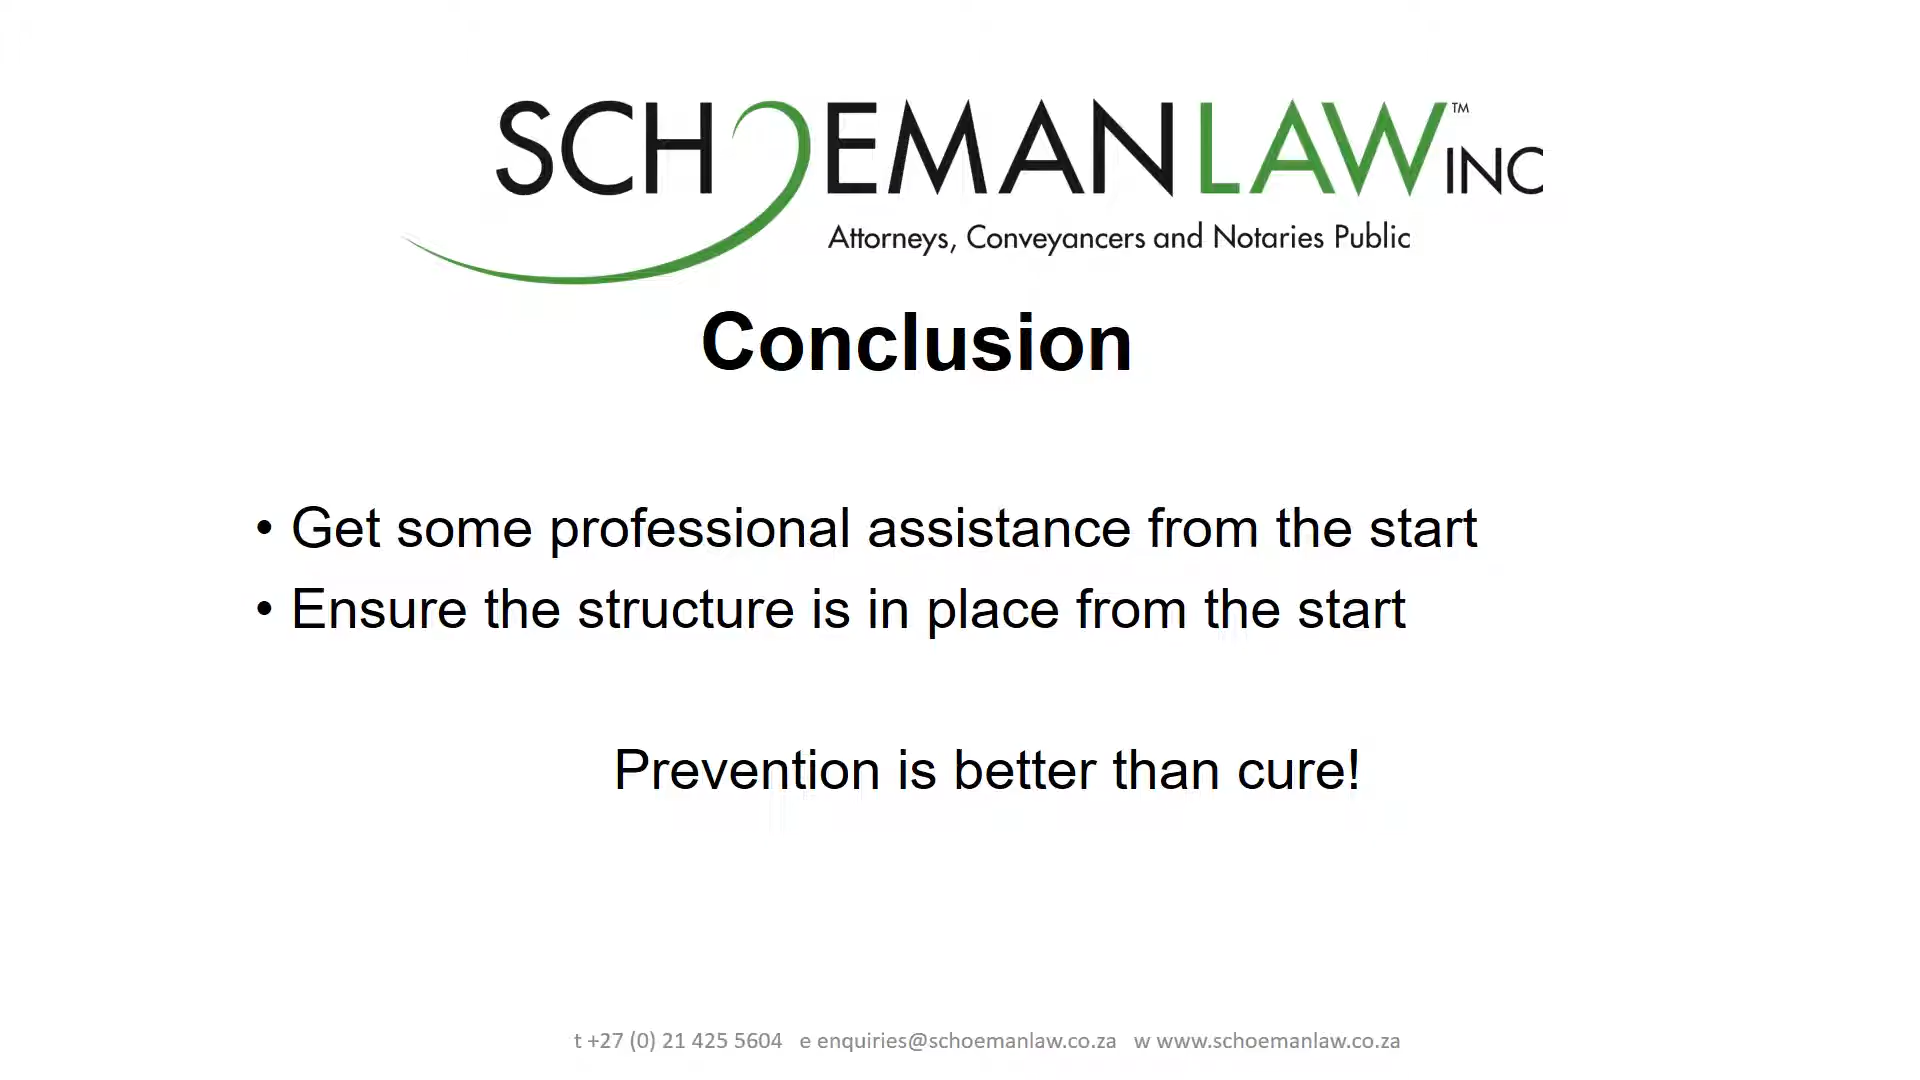 SCHOEMANLAW™ INC
Attorneys, Conveyancers and Notaries Public
Conclusion
• Get some professional assistance from the start
• Ensure the structure is in place from the start
Prevention is better than cure!
t +27 (0) 21 425 5604 e enquiries@schoemanlaw.co.za w www.schoemanlaw.co.za